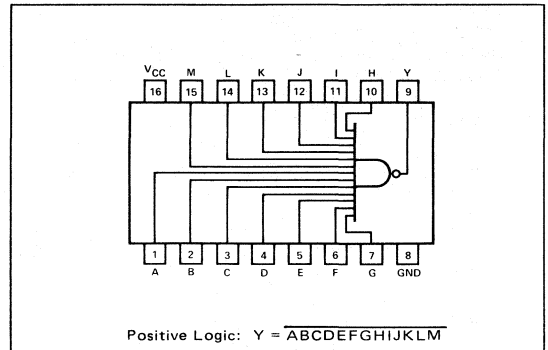 VCC M L K J I H Y
16 15 14 13 12 11 10 9
1 2 3 4 5 6 7 8
A B C D E F G GND
Positive Logic: Y = ABCDEFGHIJKLM